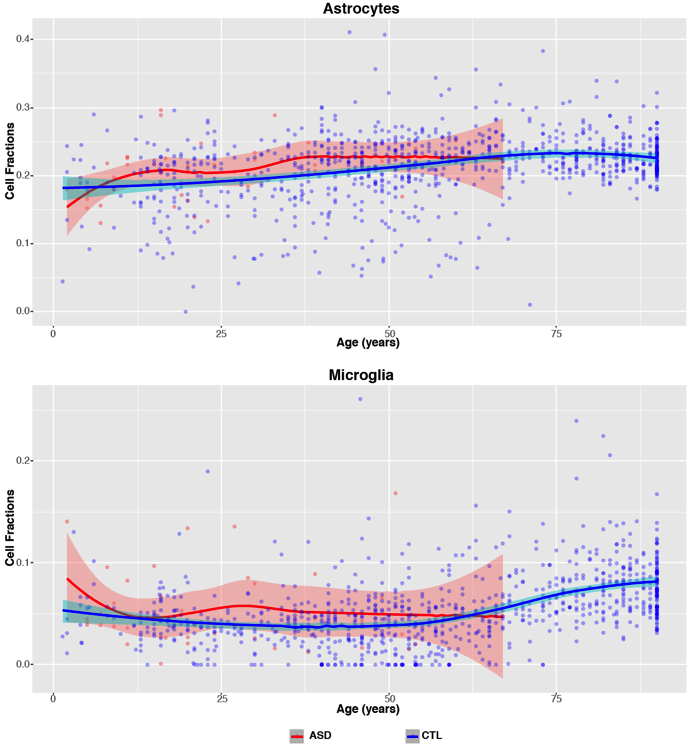 Astrocytes
0.4
0.3
0.2
0.1
0.0
Cell Fractions
0 25 50 75
Age (years)
Microglia
0.2
0.1
0.0
Cell Fractions
0 25 50 75
Age (years)
ASD CTL